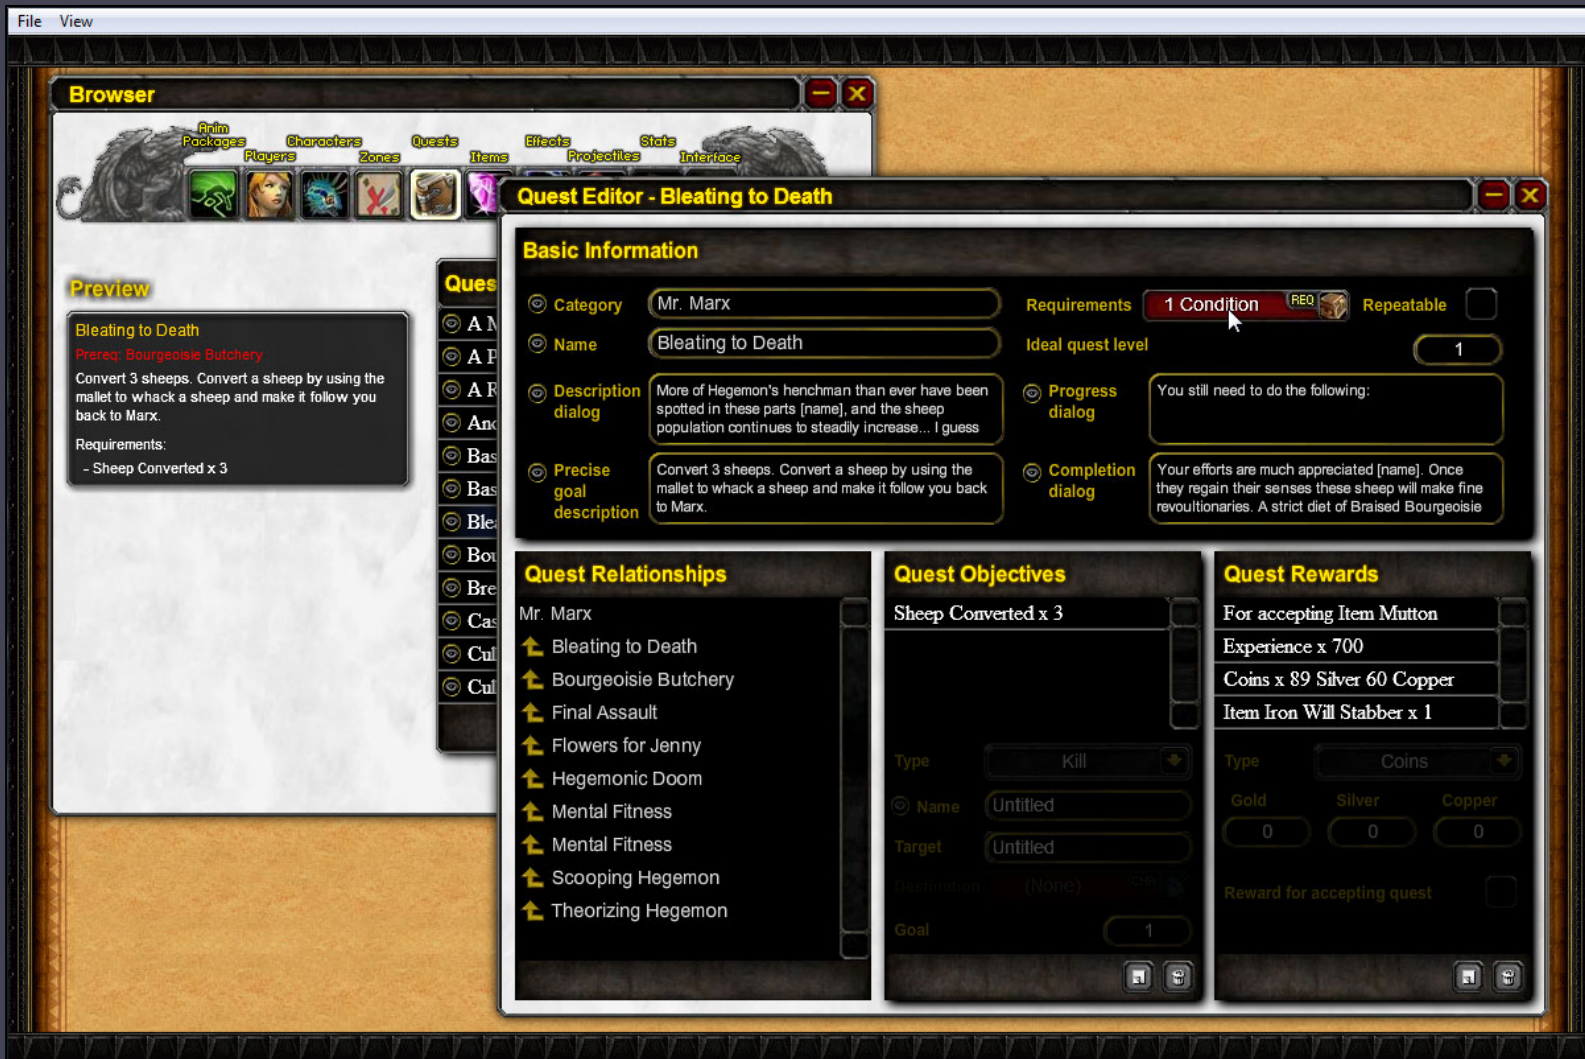 File View
Browser
Anim
Packages
Players
Characters
Zones
Quests
Items
Effects
Projectiles
Stats
Interface
Preview
Bleating to Death
Prereq: Bourgeoisie Butchery
Convert 3 sheeps. Convert a sheep by using the
mallet to whack a sheep and make it follow you
back to Marx.
Requirements:
- Sheep Converted x 3
Ques
A M
A P
A R
And
Bas
Bas
Blea
Bou
Bre
Cas
Cul
Cul
Quest Editor - Bleating to Death
Basic Information
Category Mr. Marx
Requirements 1 Condition REQ Repeatable
Name Bleating to Death
Ideal quest level 1
Description
dialog
More of Hegemon's henchman than ever have been
spotted in these parts [name], and the sheep
population continues to steadily increase... I guess
Progress
dialog
You still need to do the following:
Precise
goal
description
Convert 3 sheeps. Convert a sheep by using the
mallet to whack a sheep and make it follow you back
to Marx.
Completion
dialog
Your efforts are much appreciated [name]. Once
they regain their senses these sheep will make fine
revoultionaries. A strict diet of Braised Bourgeoisie
Quest Relationships
Mr. Marx
Bleating to Death
Bourgeoisie Butchery
Final Assault
Flowers for Jenny
Hegemonic Doom
Mental Fitness
Mental Fitness
Scooping Hegemon
Theorizing Hegemon
Quest Objectives
Sheep Converted x 3
Type Kill
Name Untitled
Target Untitled
Destination (None) CHR
Goal 1
Quest Rewards
For accepting Item Mutton
Experience x 700
Coins x 89 Silver 60 Copper
Item Iron Will Stabber x 1
Type Coins
Gold Silver Copper
0 0 0
Reward for accepting quest